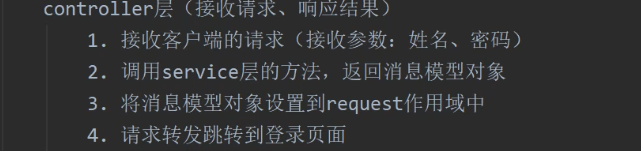 controller层（接收请求、响应结果）
1. 接收客户端的请求（接收参数：姓名、密码）
2. 调用service层的方法，返回消息模型对象
3. 将消息模型对象设置到request作用域中
4. 请求转发跳转到登录页面